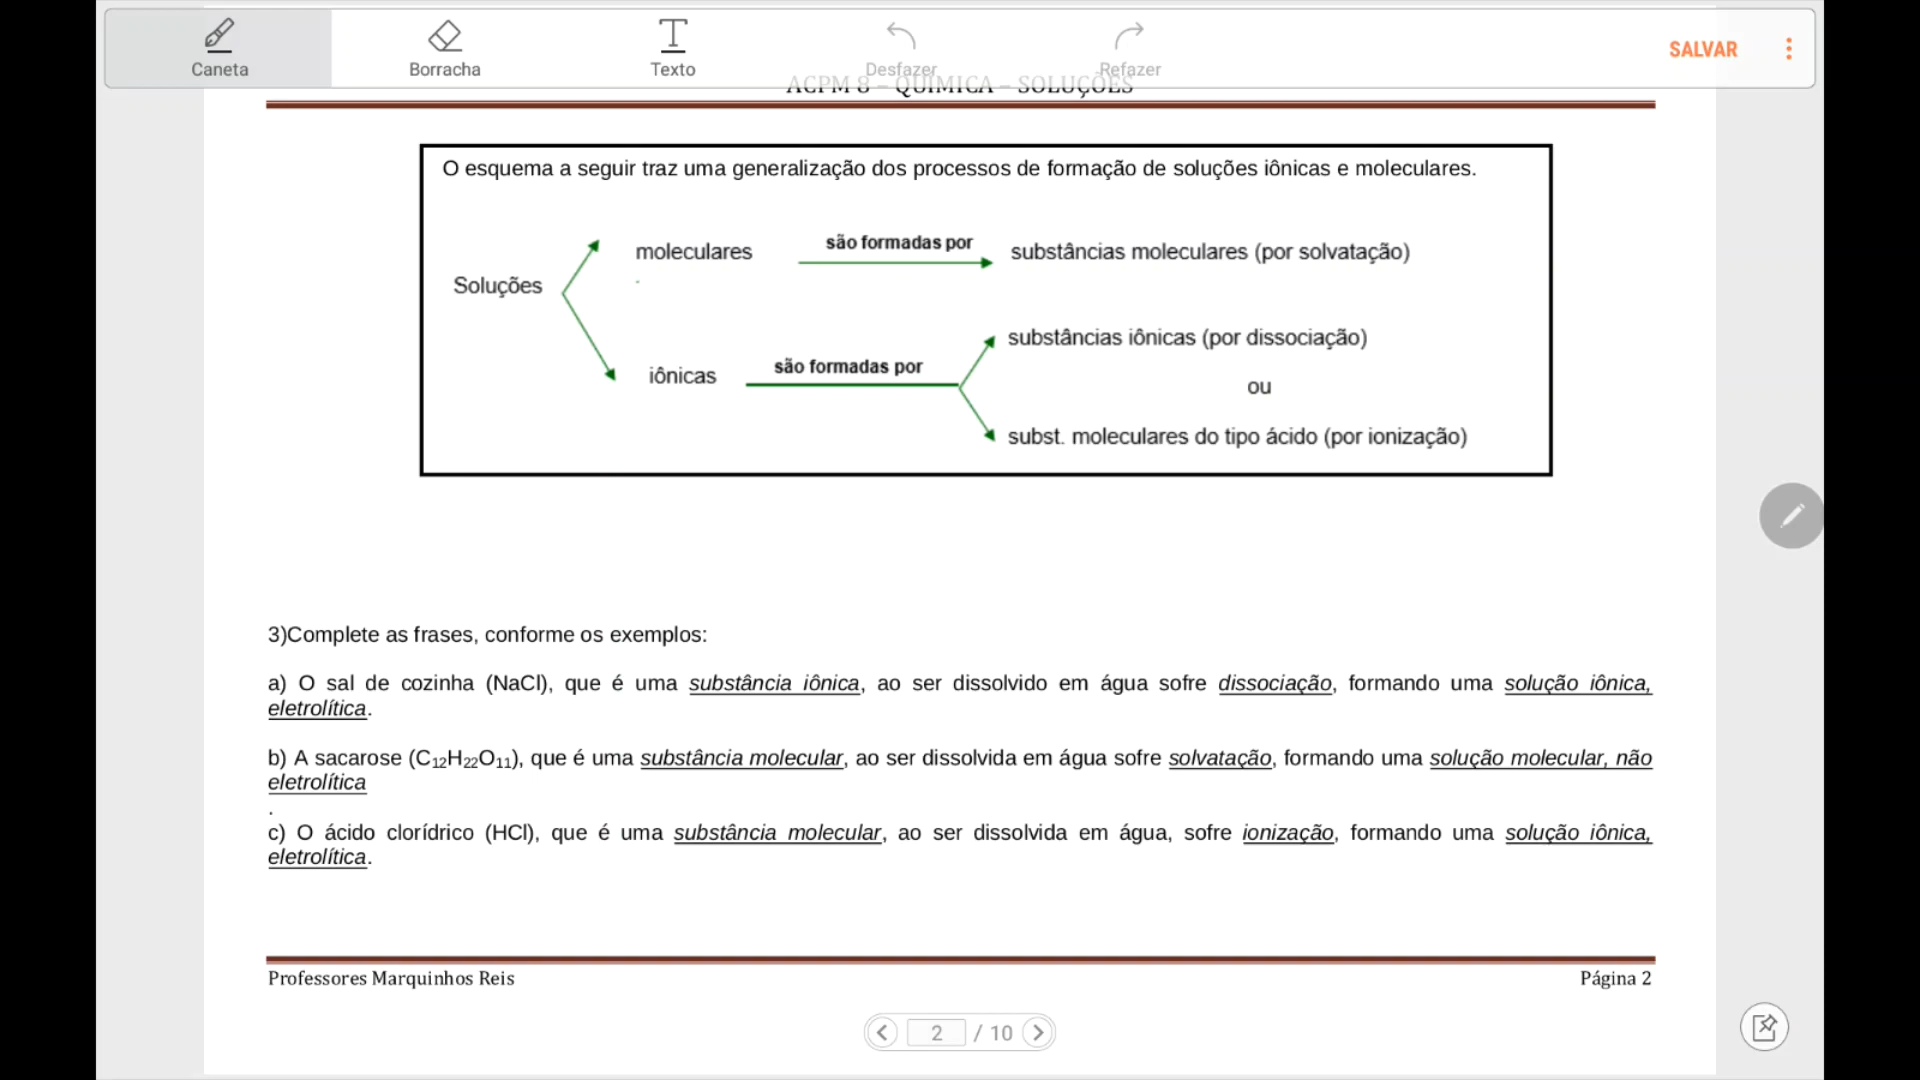 Caneta
Borracha
Texto
Desfazer
Refazer
SALVAR
ACPM 8 – QUÍMICA – SOLUÇÕES
O esquema a seguir traz uma generalização dos processos de formação de soluções iônicas e moleculares.
são formadas por
moleculares
substâncias moleculares (por solvatação)
Soluções
substâncias iônicas (por dissociação)
são formadas por
iônicas
ou
subst. moleculares do tipo ácido (por ionização)
3)Complete as frases, conforme os exemplos:
a) O sal de cozinha (NaCl), que é uma substância iônica, ao ser dissolvido em água sofre dissociação, formando uma solução iônica,
eletrolítica.
b) A sacarose (C₁₂H₂₂O₁₁), que é uma substância molecular, ao ser dissolvida em água sofre solvatação, formando uma solução molecular, não
eletrolítica
.
c) O ácido clorídrico (HCl), que é uma substância molecular, ao ser dissolvida em água, sofre ionização, formando uma solução iônica,
eletrolítica.
Professores Marquinhos Reis
Página 2
2 / 10